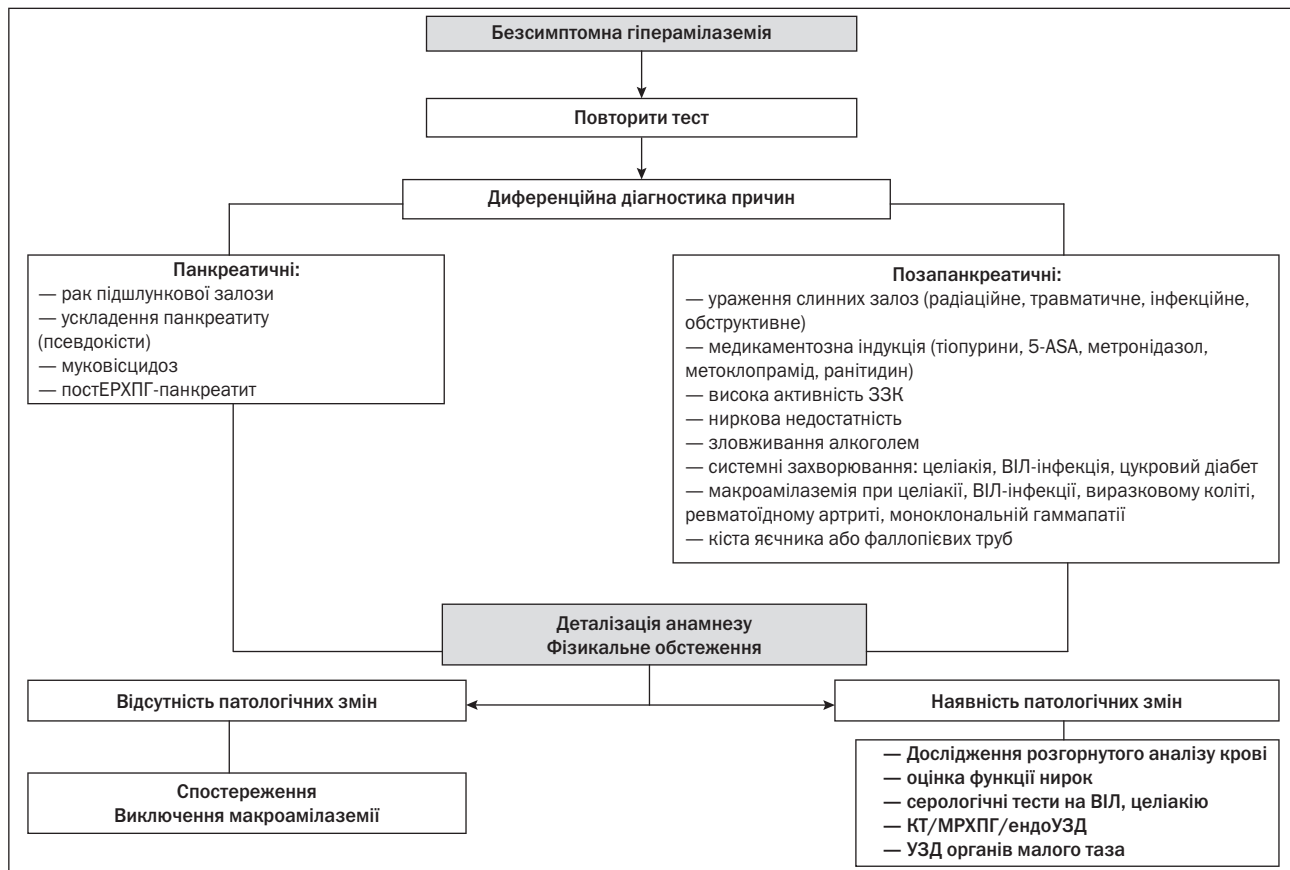 Безсимптомна гіперамілаземія
Повторити тест
Диференційна діагностика причин
Панкреатичні:
— рак підшлункової залози
— ускладення панкреатиту
(псевдокісти)
— муковісцидоз
— постЕРХПГ-панкреатит
Позапанкреатичні:
— ураження слинних залоз (радіаційне, травматичне, інфекційне,
обструктивне)
— медикаментозна індукція (тіопурини, 5-ASA, метронідазол,
метоклопрамід, ранітидин)
— висока активність ЗЗК
— ниркова недостатність
— зловживання алкоголем
— системні захворювання: целіакія, ВІЛ-інфекція, цукровий діабет
— макроамілаземія при целіакії, ВІЛ-інфекції, виразковому коліті,
ревматоїдному артриті, моноклональній гаммапатії
— кіста яєчника або фаллопієвих труб
Деталізація анамнезу
Фізикальне обстеження
Відсутність патологічних змін
Наявність патологічних змін
Спостереження
Виключення макроамілаземії
— Дослідження розгорнутого аналізу крові
— оцінка функції нирок
— серологічні тести на ВІЛ, целіакію
— КТ/МРХПГ/ендоУЗД
— УЗД органів малого таза